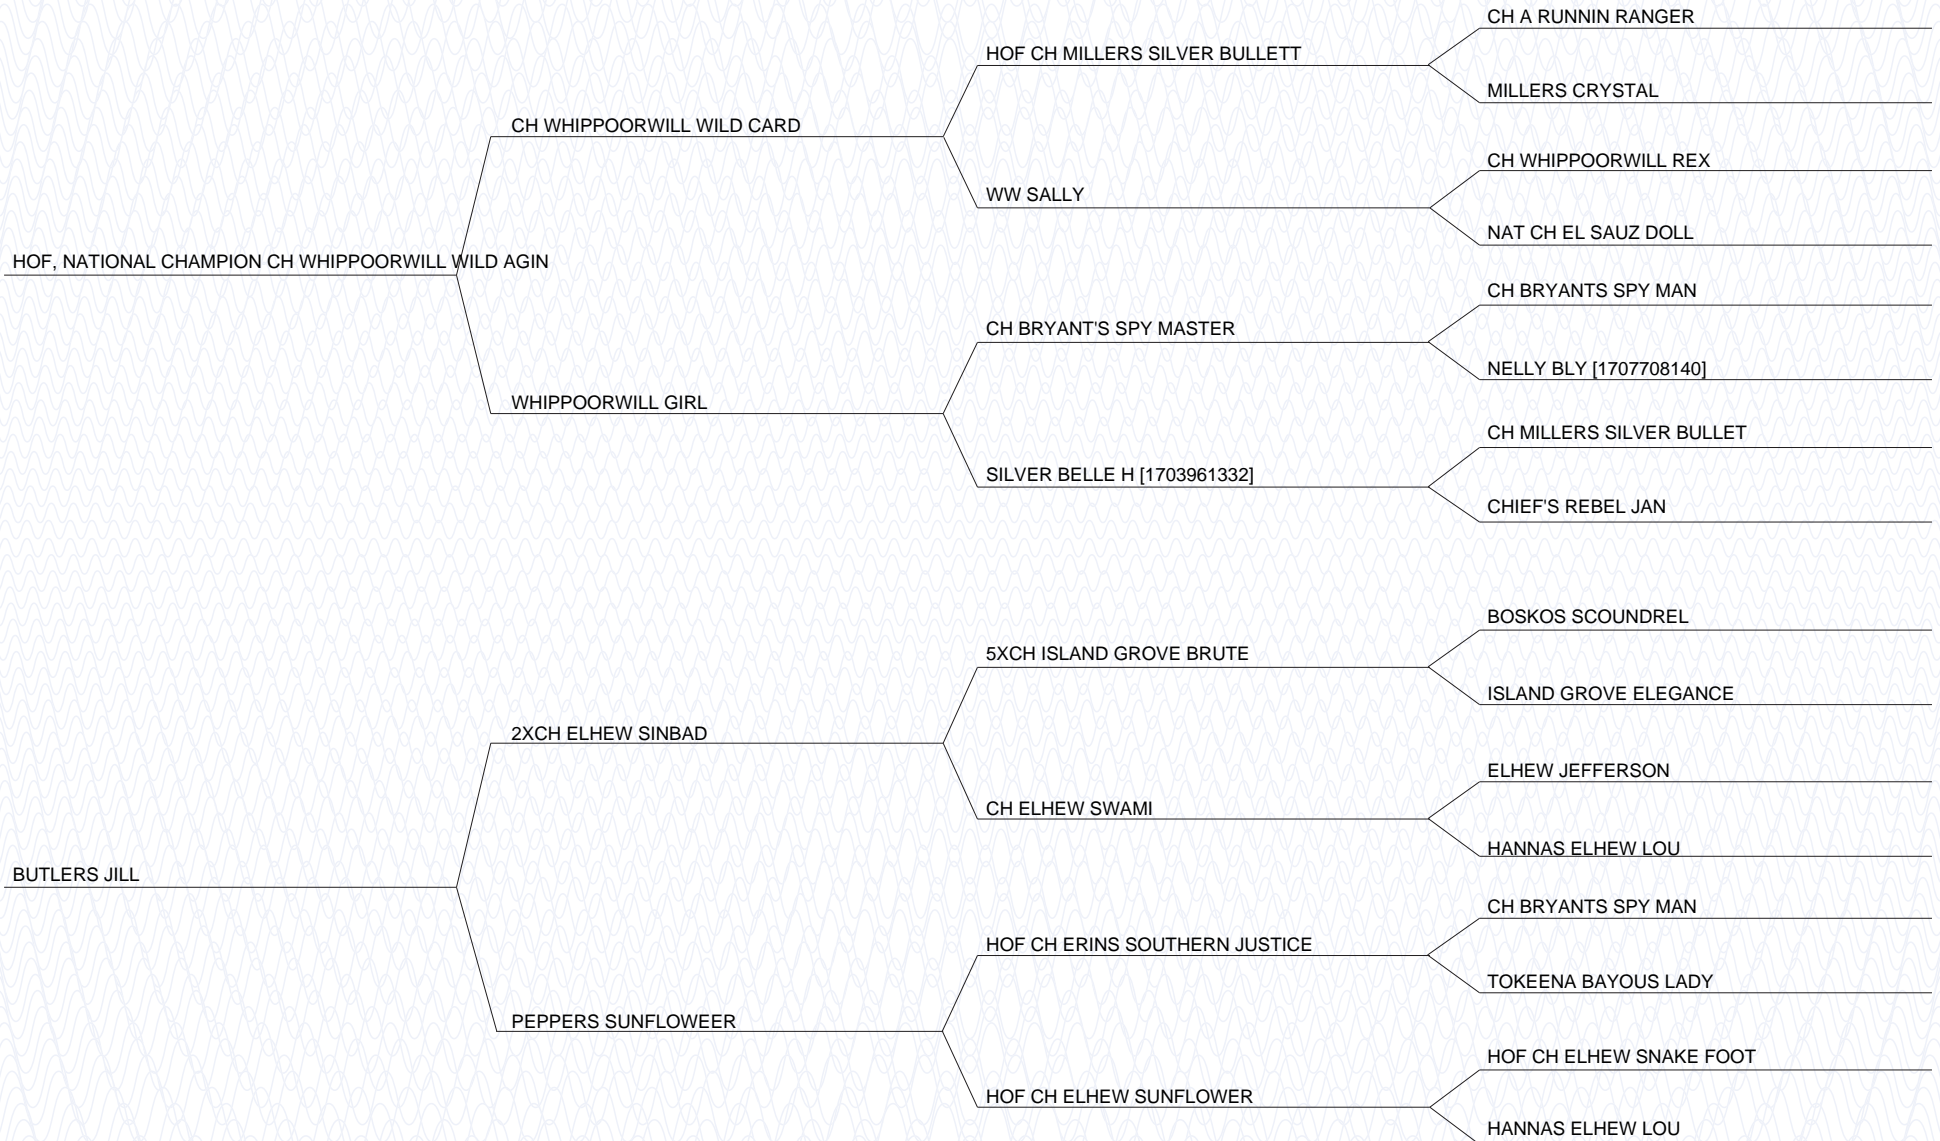 CH A RUNNIN RANGER
HOF CH MILLERS SILVER BULLETT
MILLERS CRYSTAL
CH WHIPPOORWILL WILD CARD
CH WHIPPOORWILL REX
WW SALLY
NAT CH EL SAUZ DOLL
HOF, NATIONAL CHAMPION CH WHIPPOORWILL WILD AGIN
CH BRYANTS SPY MAN
CH BRYANT'S SPY MASTER
NELLY BLY [1707708140]
WHIPPOORWILL GIRL
CH MILLERS SILVER BULLET
SILVER BELLE H [1703961332]
CHIEF'S REBEL JAN
BOSKOS SCOUNDREL
5XCH ISLAND GROVE BRUTE
ISLAND GROVE ELEGANCE
2XCH ELHEW SINBAD
ELHEW JEFFERSON
CH ELHEW SWAMI
HANNAS ELHEW LOU
BUTLERS JILL
CH BRYANTS SPY MAN
HOF CH ERINS SOUTHERN JUSTICE
TOKEENA BAYOUS LADY
PEPPERS SUNFLOWEER
HOF CH ELHEW SNAKE FOOT
HOF CH ELHEW SUNFLOWER
HANNAS ELHEW LOU